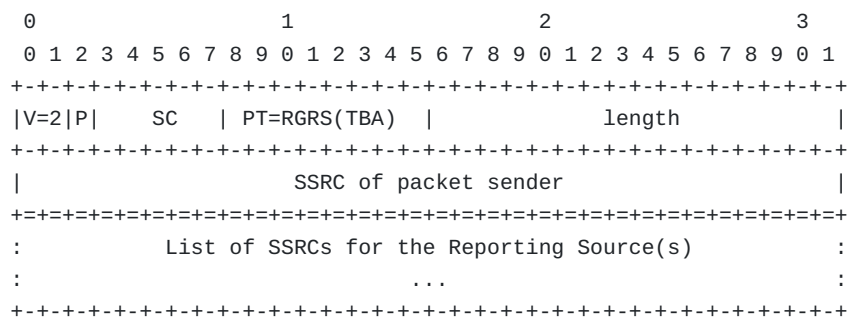 0                   1                   2                   3
 0 1 2 3 4 5 6 7 8 9 0 1 2 3 4 5 6 7 8 9 0 1 2 3 4 5 6 7 8 9 0 1
+-+-+-+-+-+-+-+-+-+-+-+-+-+-+-+-+-+-+-+-+-+-+-+-+-+-+-+-+-+-+-+-+
|V=2|P|    SC   | PT=RGRS(TBA)  |             length            |
+-+-+-+-+-+-+-+-+-+-+-+-+-+-+-+-+-+-+-+-+-+-+-+-+-+-+-+-+-+-+-+-+
|                     SSRC of packet sender                     |
+=+=+=+=+=+=+=+=+=+=+=+=+=+=+=+=+=+=+=+=+=+=+=+=+=+=+=+=+=+=+=+=+
:           List of SSRCs for the Reporting Source(s)           :
:                              ...                              :
+-+-+-+-+-+-+-+-+-+-+-+-+-+-+-+-+-+-+-+-+-+-+-+-+-+-+-+-+-+-+-+-+